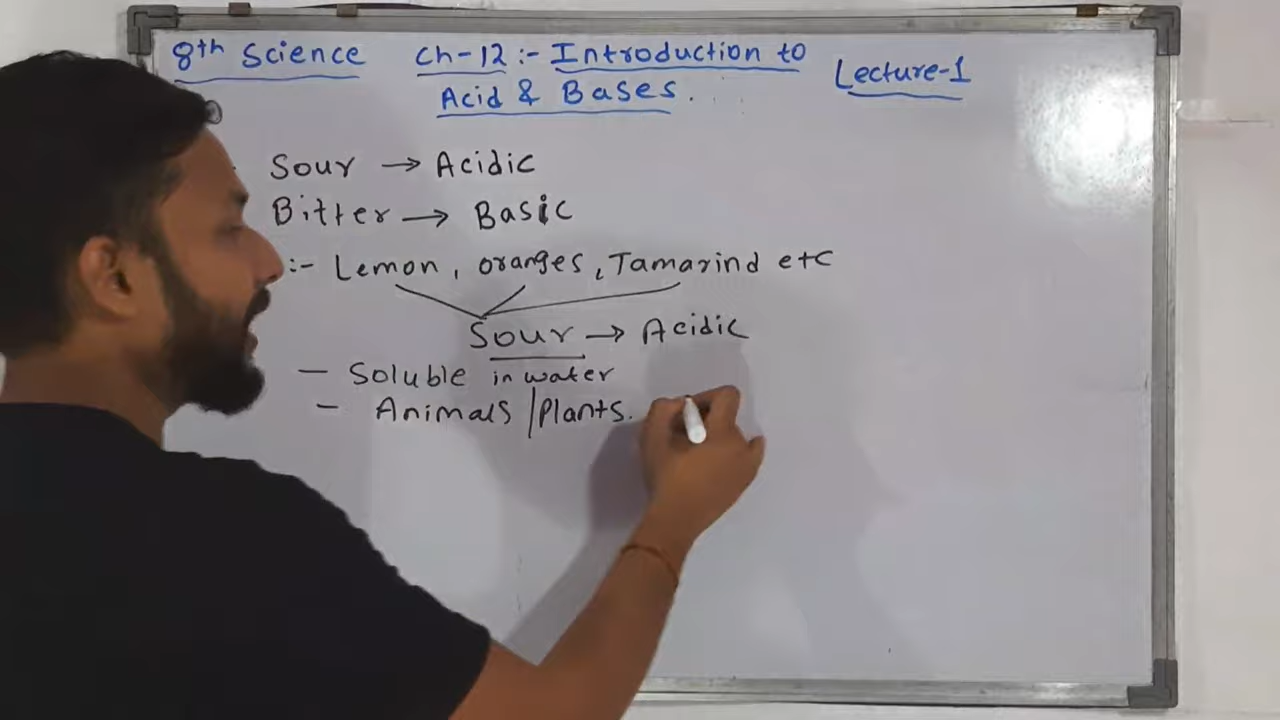 8th Science Ch-12 :- Introduction to Lecture-1
Acid & Bases.
Sour → Acidic
Bitter → Basic
:- Lemon, oranges, Tamarind etc
Sour → Acidic
- Soluble in water
- Animals / Plants.